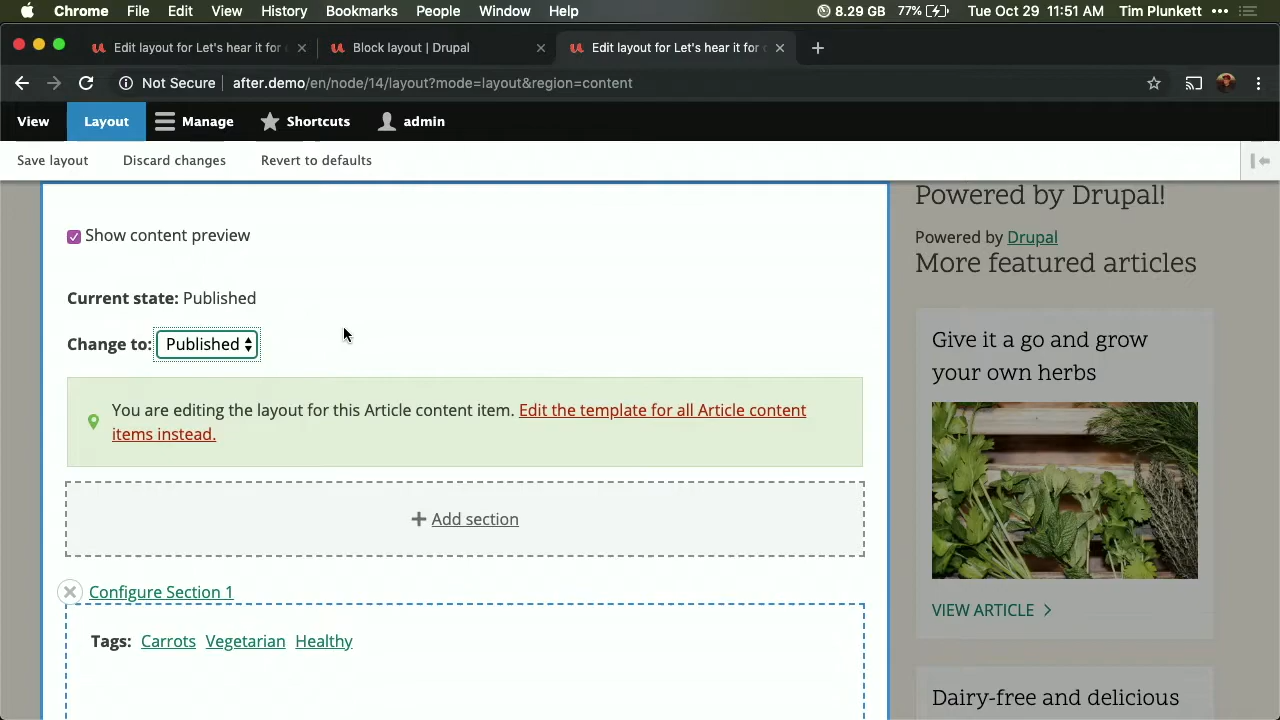 Chrome File Edit View History Bookmarks People Window Help 8.29 GB 77% Tue Oct 29 11:51 AM Tim Plunkett
Edit layout for Let's hear it for
Block layout | Drupal
Edit layout for Let's hear it for
Not Secure after.demo/en/node/14/layout?mode=layout&region=content
View Layout Manage Shortcuts admin
Save layout Discard changes Revert to defaults
Show content preview
Current state: Published
Change to: Published
You are editing the layout for this Article content item. Edit the template for all Article content
items instead.
Add section
Configure Section 1
Tags: Carrots Vegetarian Healthy
Powered by Drupal!
Powered by Drupal
More featured articles
Give it a go and grow
your own herbs
VIEW ARTICLE
Dairy-free and delicious